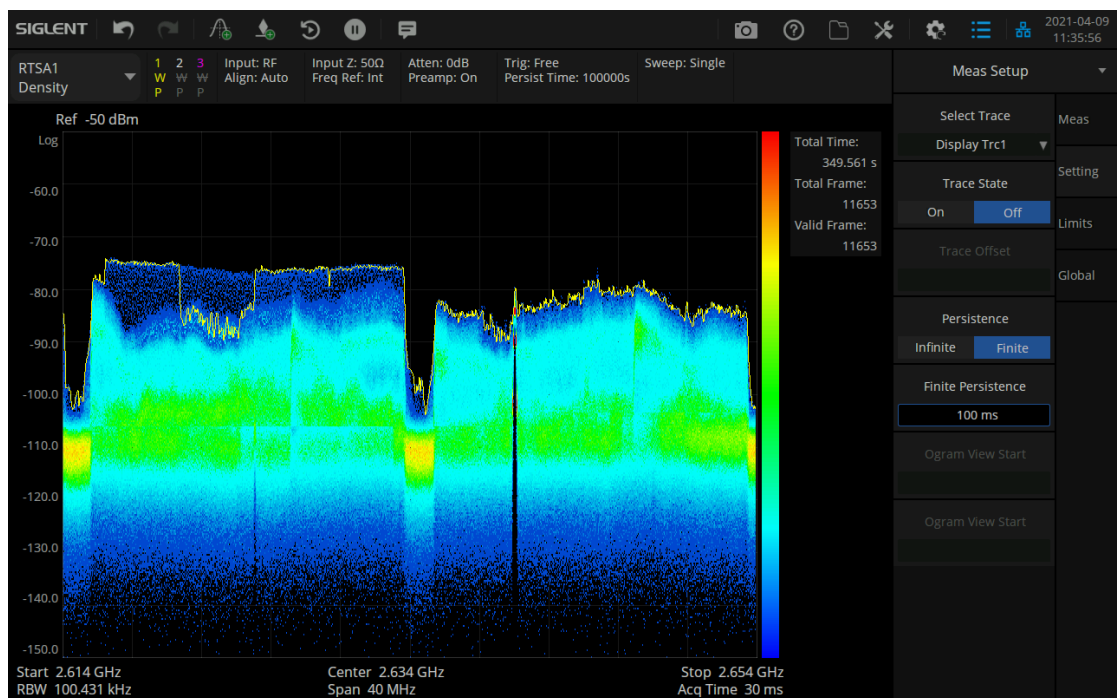 SIGLENT
2021-04-09
11:35:56
RTSA1
Density
1 2 3
W W W
P P P
Input: RF
Align: Auto
Input Z: 50Ω
Freq Ref: Int
Atten: 0dB
Preamp: On
Trig: Free
Persist Time: 100000s
Sweep: Single
Ref -50 dBm
Log
-60.0
-70.0
-80.0
-90.0
-100.0
-110.0
-120.0
-130.0
-140.0
-150.0
Total Time:
349.561 s
Total Frame:
11653
Valid Frame:
11653
Start 2.614 GHz
RBW 100.431 kHz
Center 2.634 GHz
Span 40 MHz
Stop 2.654 GHz
Acq Time 30 ms
Meas Setup
Select Trace
Display Trc1
Trace State
On Off
Trace Offset
Persistence
Infinite Finite
Finite Persistence
100 ms
Ogram View Start
Ogram View Start
Meas
Setting
Limits
Global